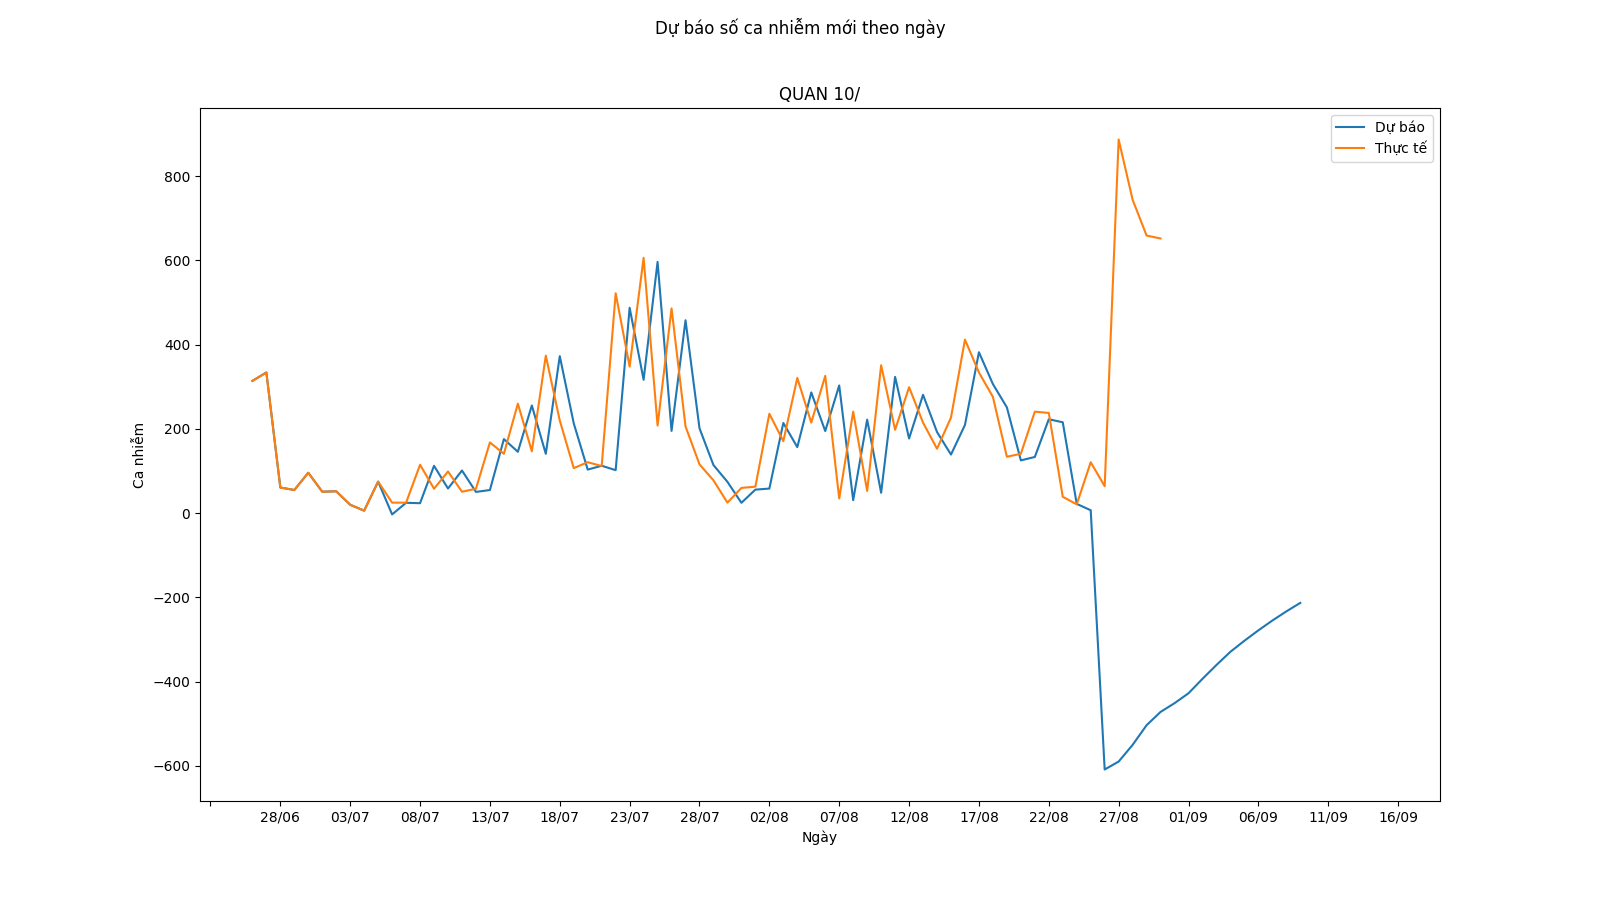 Dự báo số ca nhiễm mới theo ngày
QUAN 10/
Dự báo
Thực tế
800
600
400
200
0
−200
−400
−600
Ca nhiễm
28/06 03/07 08/07 13/07 18/07 23/07 28/07 02/08 07/08 12/08 17/08 22/08 27/08 01/09 06/09 11/09 16/09
Ngày